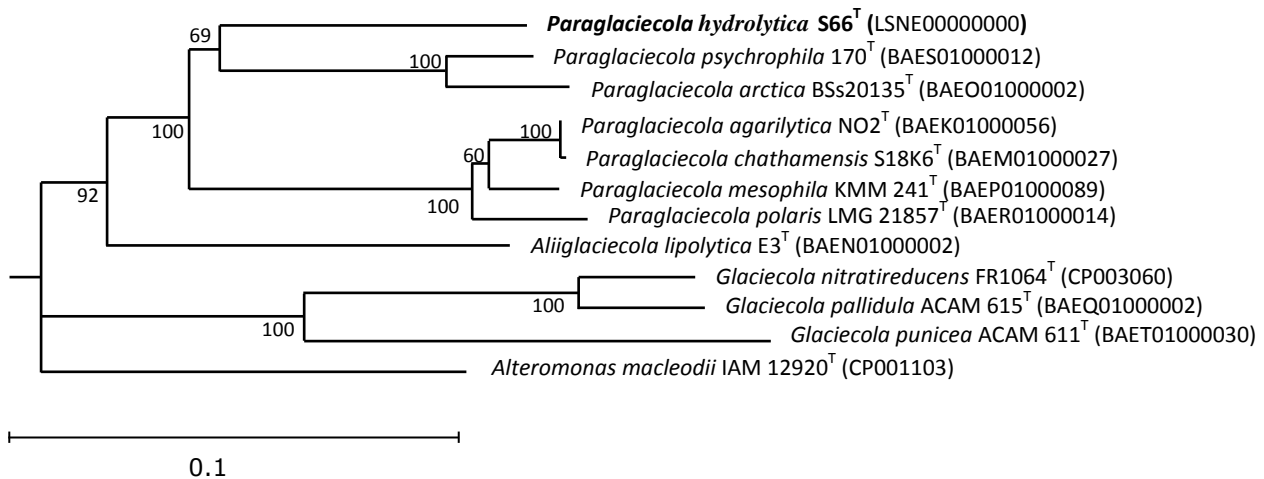 Paraglaciecola hydrolytica S66T (LSNE00000000)
69
Paraglaciecola psychrophila 170T (BAES01000012)
100
Paraglaciecola arctica BSs20135T (BAEO01000002)
Paraglaciecola agarilytica NO2T (BAEK01000056)
100
100
Paraglaciecola chathamensis S18K6T (BAEM01000027)
60
Paraglaciecola mesophila KMM 241T (BAEP01000089)
92
100
Paraglaciecola polaris LMG 21857T (BAER01000014)
Aliiglaciecola lipolytica E3T (BAEN01000002)
Glaciecola nitratireducens FR1064T (CP003060)
100
Glaciecola pallidula ACAM 615T (BAEQ01000002)
100
Glaciecola punicea ACAM 611T (BAET01000030)
Alteromonas macleodii IAM 12920T (CP001103)
0.1